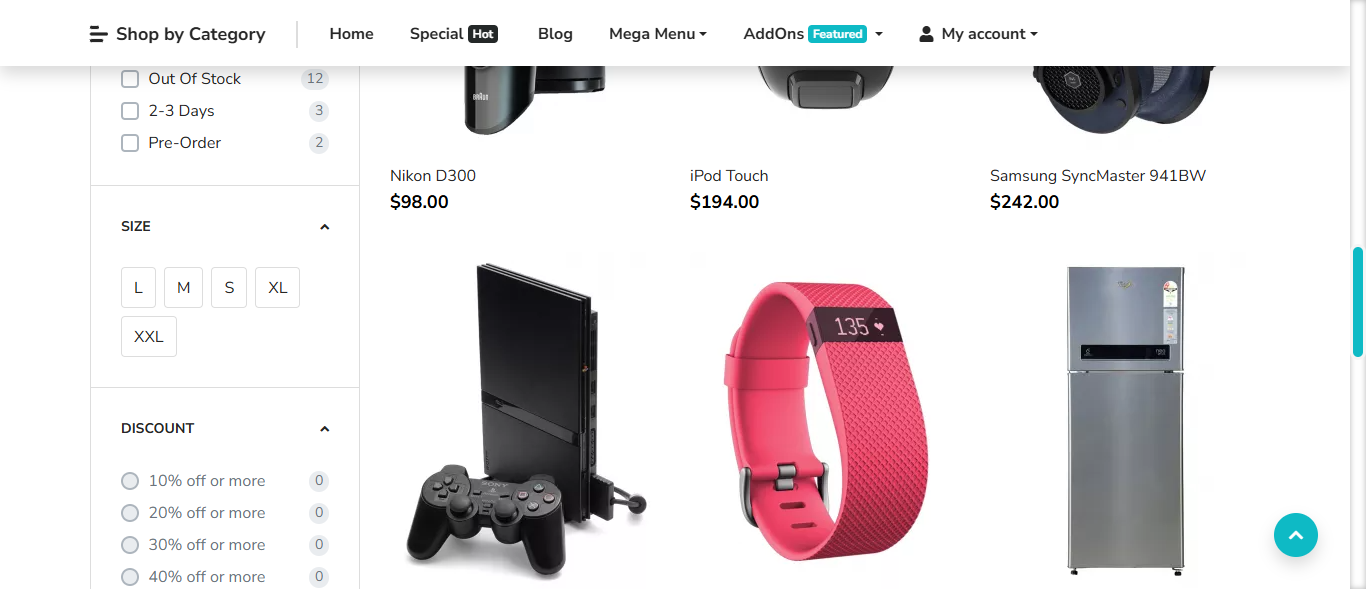 Shop by Category
Home
Special Hot
Blog
Mega Menu
AddOns Featured
My account
Out Of Stock 12
2-3 Days 3
Pre-Order 2
SIZE
L M S XL
XXL
DISCOUNT
10% off or more 0
20% off or more 0
30% off or more 0
40% off or more 0
BRAUN
Nikon D300
$98.00
iPod Touch
$194.00
Samsung SyncMaster 941BW
$242.00
SONY
135